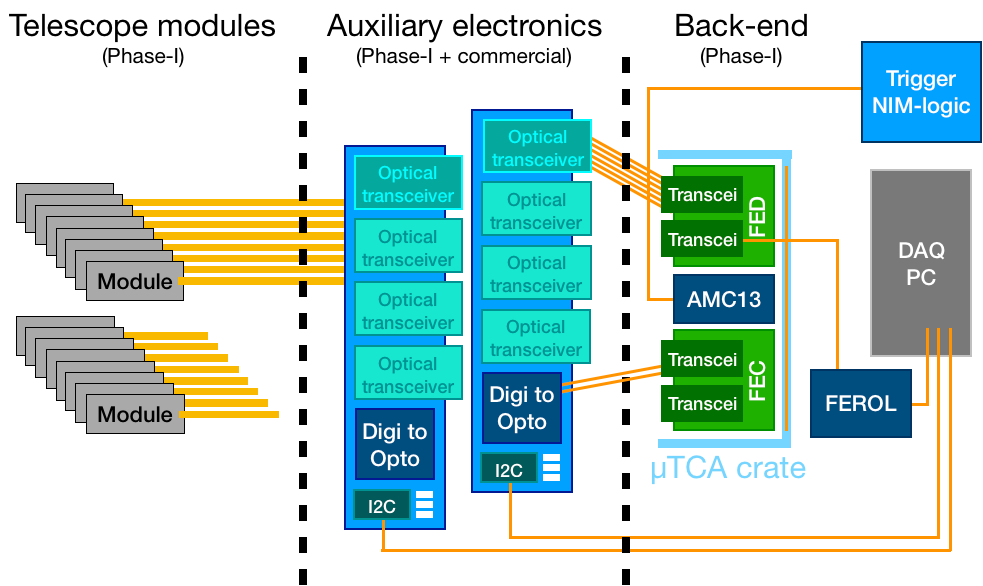 Telescope modules
(Phase-I)
Auxiliary electronics
(Phase-I + commercial)
Back-end
(Phase-I)
Trigger
NIM-logic
Module
Module
Optical
transceiver
Optical
transceiver
Optical
transceiver
Optical
transceiver
Digi to
Opto
I2C
Optical
transceiver
Optical
transceiver
Optical
transceiver
Optical
transceiver
Digi to
Opto
I2C
Transcei
Transcei
FED
AMC13
Transcei
Transcei
FEC
µTCA crate
DAQ
PC
FEROL